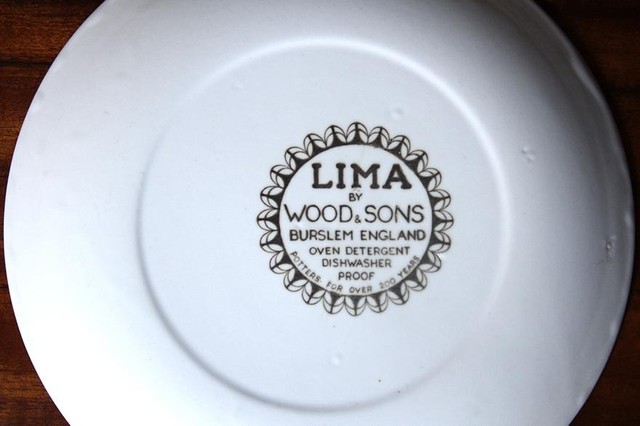 LIMA
BY
WOOD & SONS
BURSLEM ENGLAND
OVEN DETERGENT
DISHWASHER
PROOF
POTTERS FOR OVER 200 YEARS